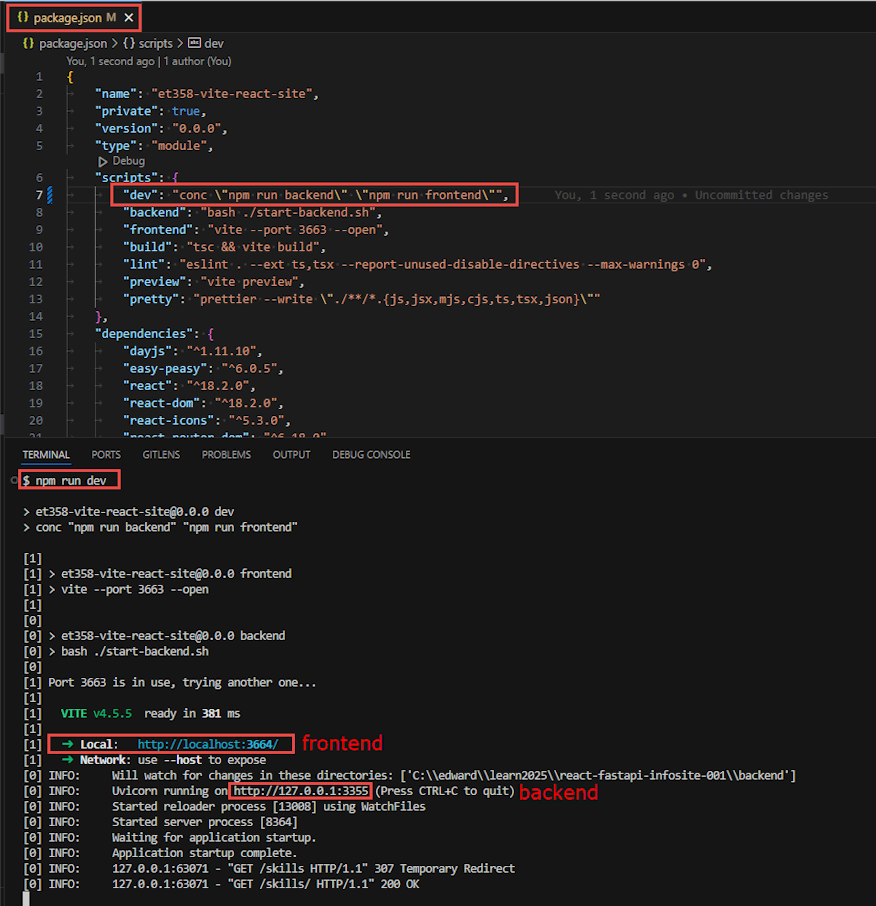 {} package.json M ✕
{} package.json > {} scripts > abc dev
You, 1 second ago | 1 author (You)
1 {
2 "name": "et358-vite-react-site",
3 "private": true,
4 "version": "0.0.0",
5 "type": "module",
Debug
6 "scripts": {
7 "dev": "conc \"npm run backend\" \"npm run frontend\"", You, 1 second ago • Uncommitted changes
8 "backend": "bash ./start-backend.sh",
9 "frontend": "vite --port 3663 --open",
10 "build": "tsc && vite build",
11 "lint": "eslint . --ext ts,tsx --report-unused-disable-directives --max-warnings 0",
12 "preview": "vite preview",
13 "pretty": "prettier --write \"./**/*.{js,jsx,mjs,cjs,ts,tsx,json}\""
14 },
15 "dependencies": {
16 "dayjs": "^1.11.10",
17 "easy-peasy": "^6.0.5",
18 "react": "^18.2.0",
19 "react-dom": "^18.2.0",
20 "react-icons": "^5.3.0",
21 "react-router-dom": "^6.18.0"
TERMINAL PORTS GITLENS PROBLEMS OUTPUT DEBUG CONSOLE
$ npm run dev
> et358-vite-react-site@0.0.0 dev
> conc "npm run backend" "npm run frontend"
[1]
[1] > et358-vite-react-site@0.0.0 frontend
[1] > vite --port 3663 --open
[1]
[0]
[0] > et358-vite-react-site@0.0.0 backend
[0] > bash ./start-backend.sh
[0]
[1] Port 3663 is in use, trying another one...
[1]
[1] VITE v4.5.5 ready in 381 ms
[1]
[1] ➜ Local: http://localhost:3664/ frontend
[1] ➜ Network: use --host to expose
[0] INFO: Will watch for changes in these directories: ['C:\\edward\\learn2025\\react-fastapi-infosite-001\\backend']
[0] INFO: Uvicorn running on http://127.0.0.1:3355 (Press CTRL+C to quit) backend
[0] INFO: Started reloader process [13008] using WatchFiles
[0] INFO: Started server process [8364]
[0] INFO: Waiting for application startup.
[0] INFO: Application startup complete.
[0] INFO: 127.0.0.1:63071 - "GET /skills HTTP/1.1" 307 Temporary Redirect
[0] INFO: 127.0.0.1:63071 - "GET /skills/ HTTP/1.1" 200 OK